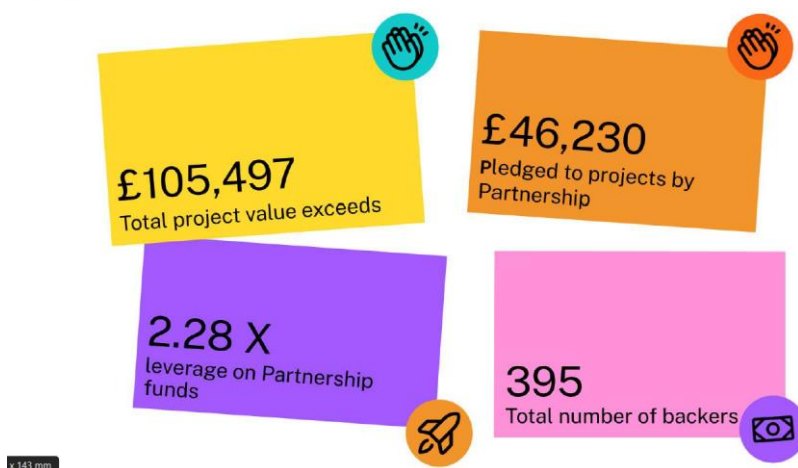 £105,497
Total project value exceeds
£46,230
Pledged to projects by
Partnership
2.28 X
leverage on Partnership
funds
395
Total number of backers
x 143 mm